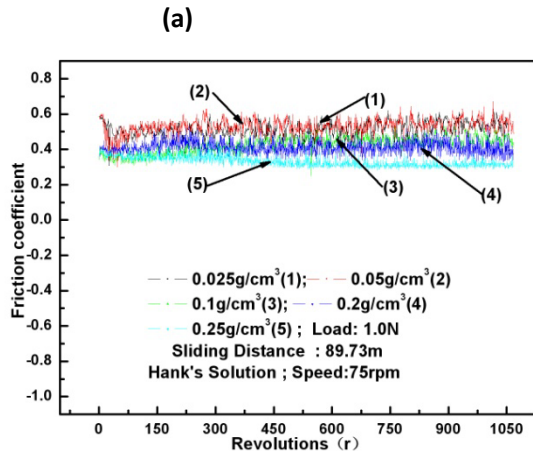 (a)
0.8
0.6
0.4
0.2
0.0
-0.2
-0.4
-0.6
-0.8
-1.0
Friction coefficient
(2)
(1)
(5)
(3)
(4)
0.025g/cm³(1); 0.05g/cm³(2)
0.1g/cm³(3); 0.2g/cm³(4)
0.25g/cm³(5) ; Load: 1.0N
Sliding Distance : 89.73m
Hank's Solution ; Speed:75rpm
0 150 300 450 600 750 900 1050
Revolutions（r）